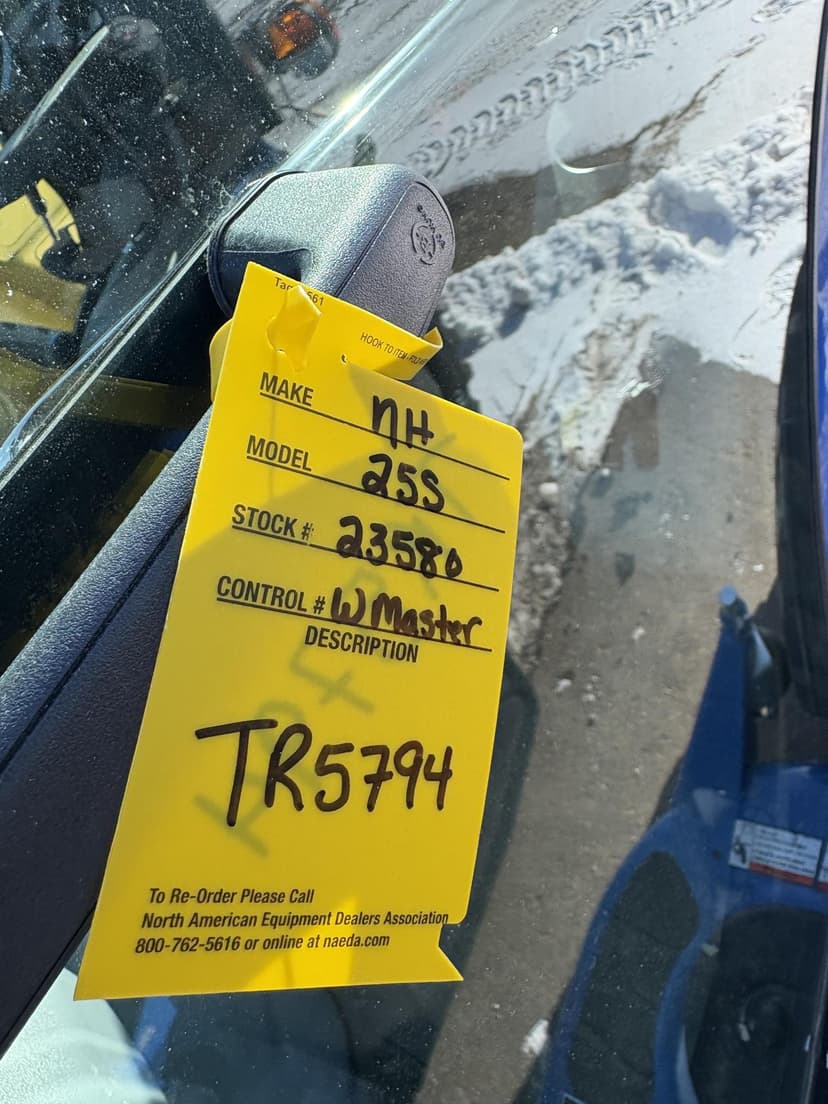 HOOK TO ITEM
MAKE nH
MODEL 25S
STOCK # 23580
CONTROL # WMaster
DESCRIPTION
TR5794
To Re-Order Please Call
North American Equipment Dealers Association
800-762-5616 or online at naeda.com